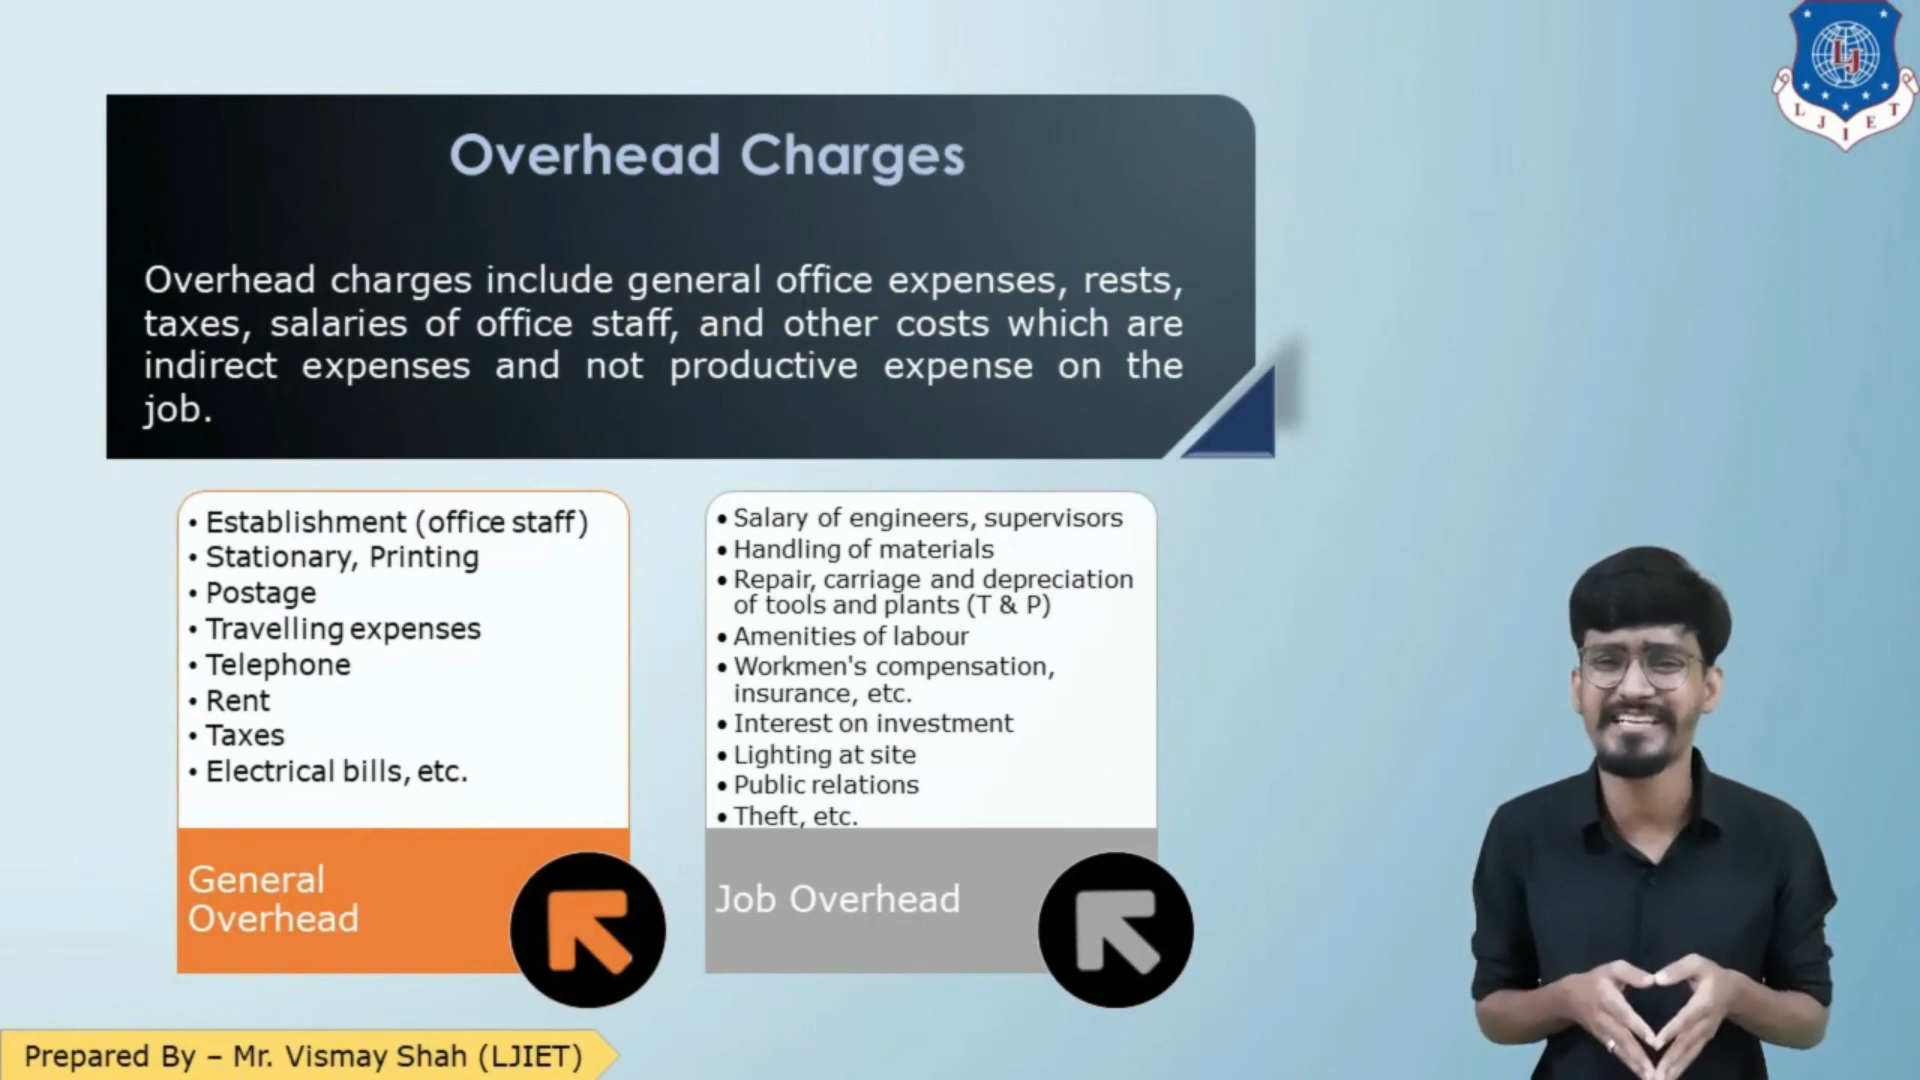 LJ
LJIET
Overhead Charges
Overhead charges include general office expenses, rests,
taxes, salaries of office staff, and other costs which are
indirect expenses and not productive expense on the
job.
• Establishment (office staff)
• Stationary, Printing
• Postage
• Travelling expenses
• Telephone
• Rent
• Taxes
• Electrical bills, etc.
General
Overhead
• Salary of engineers, supervisors
• Handling of materials
• Repair, carriage and depreciation
of tools and plants (T & P)
• Amenities of labour
• Workmen's compensation,
insurance, etc.
• Interest on investment
• Lighting at site
• Public relations
• Theft, etc.
Job Overhead
Prepared By – Mr. Vismay Shah (LJIET)